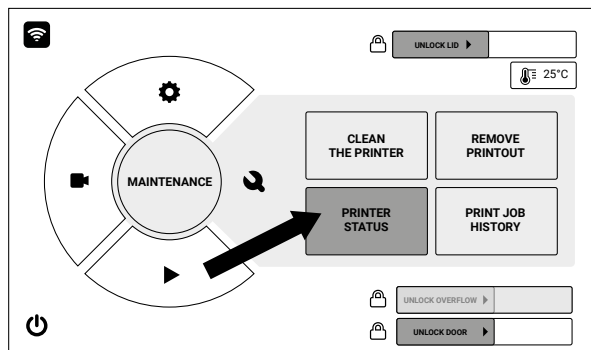 UNLOCK LID
25°C
CLEAN
THE PRINTER
REMOVE
PRINTOUT
MAINTENANCE
PRINTER
STATUS
PRINT JOB
HISTORY
UNLOCK OVERFLOW
UNLOCK DOOR